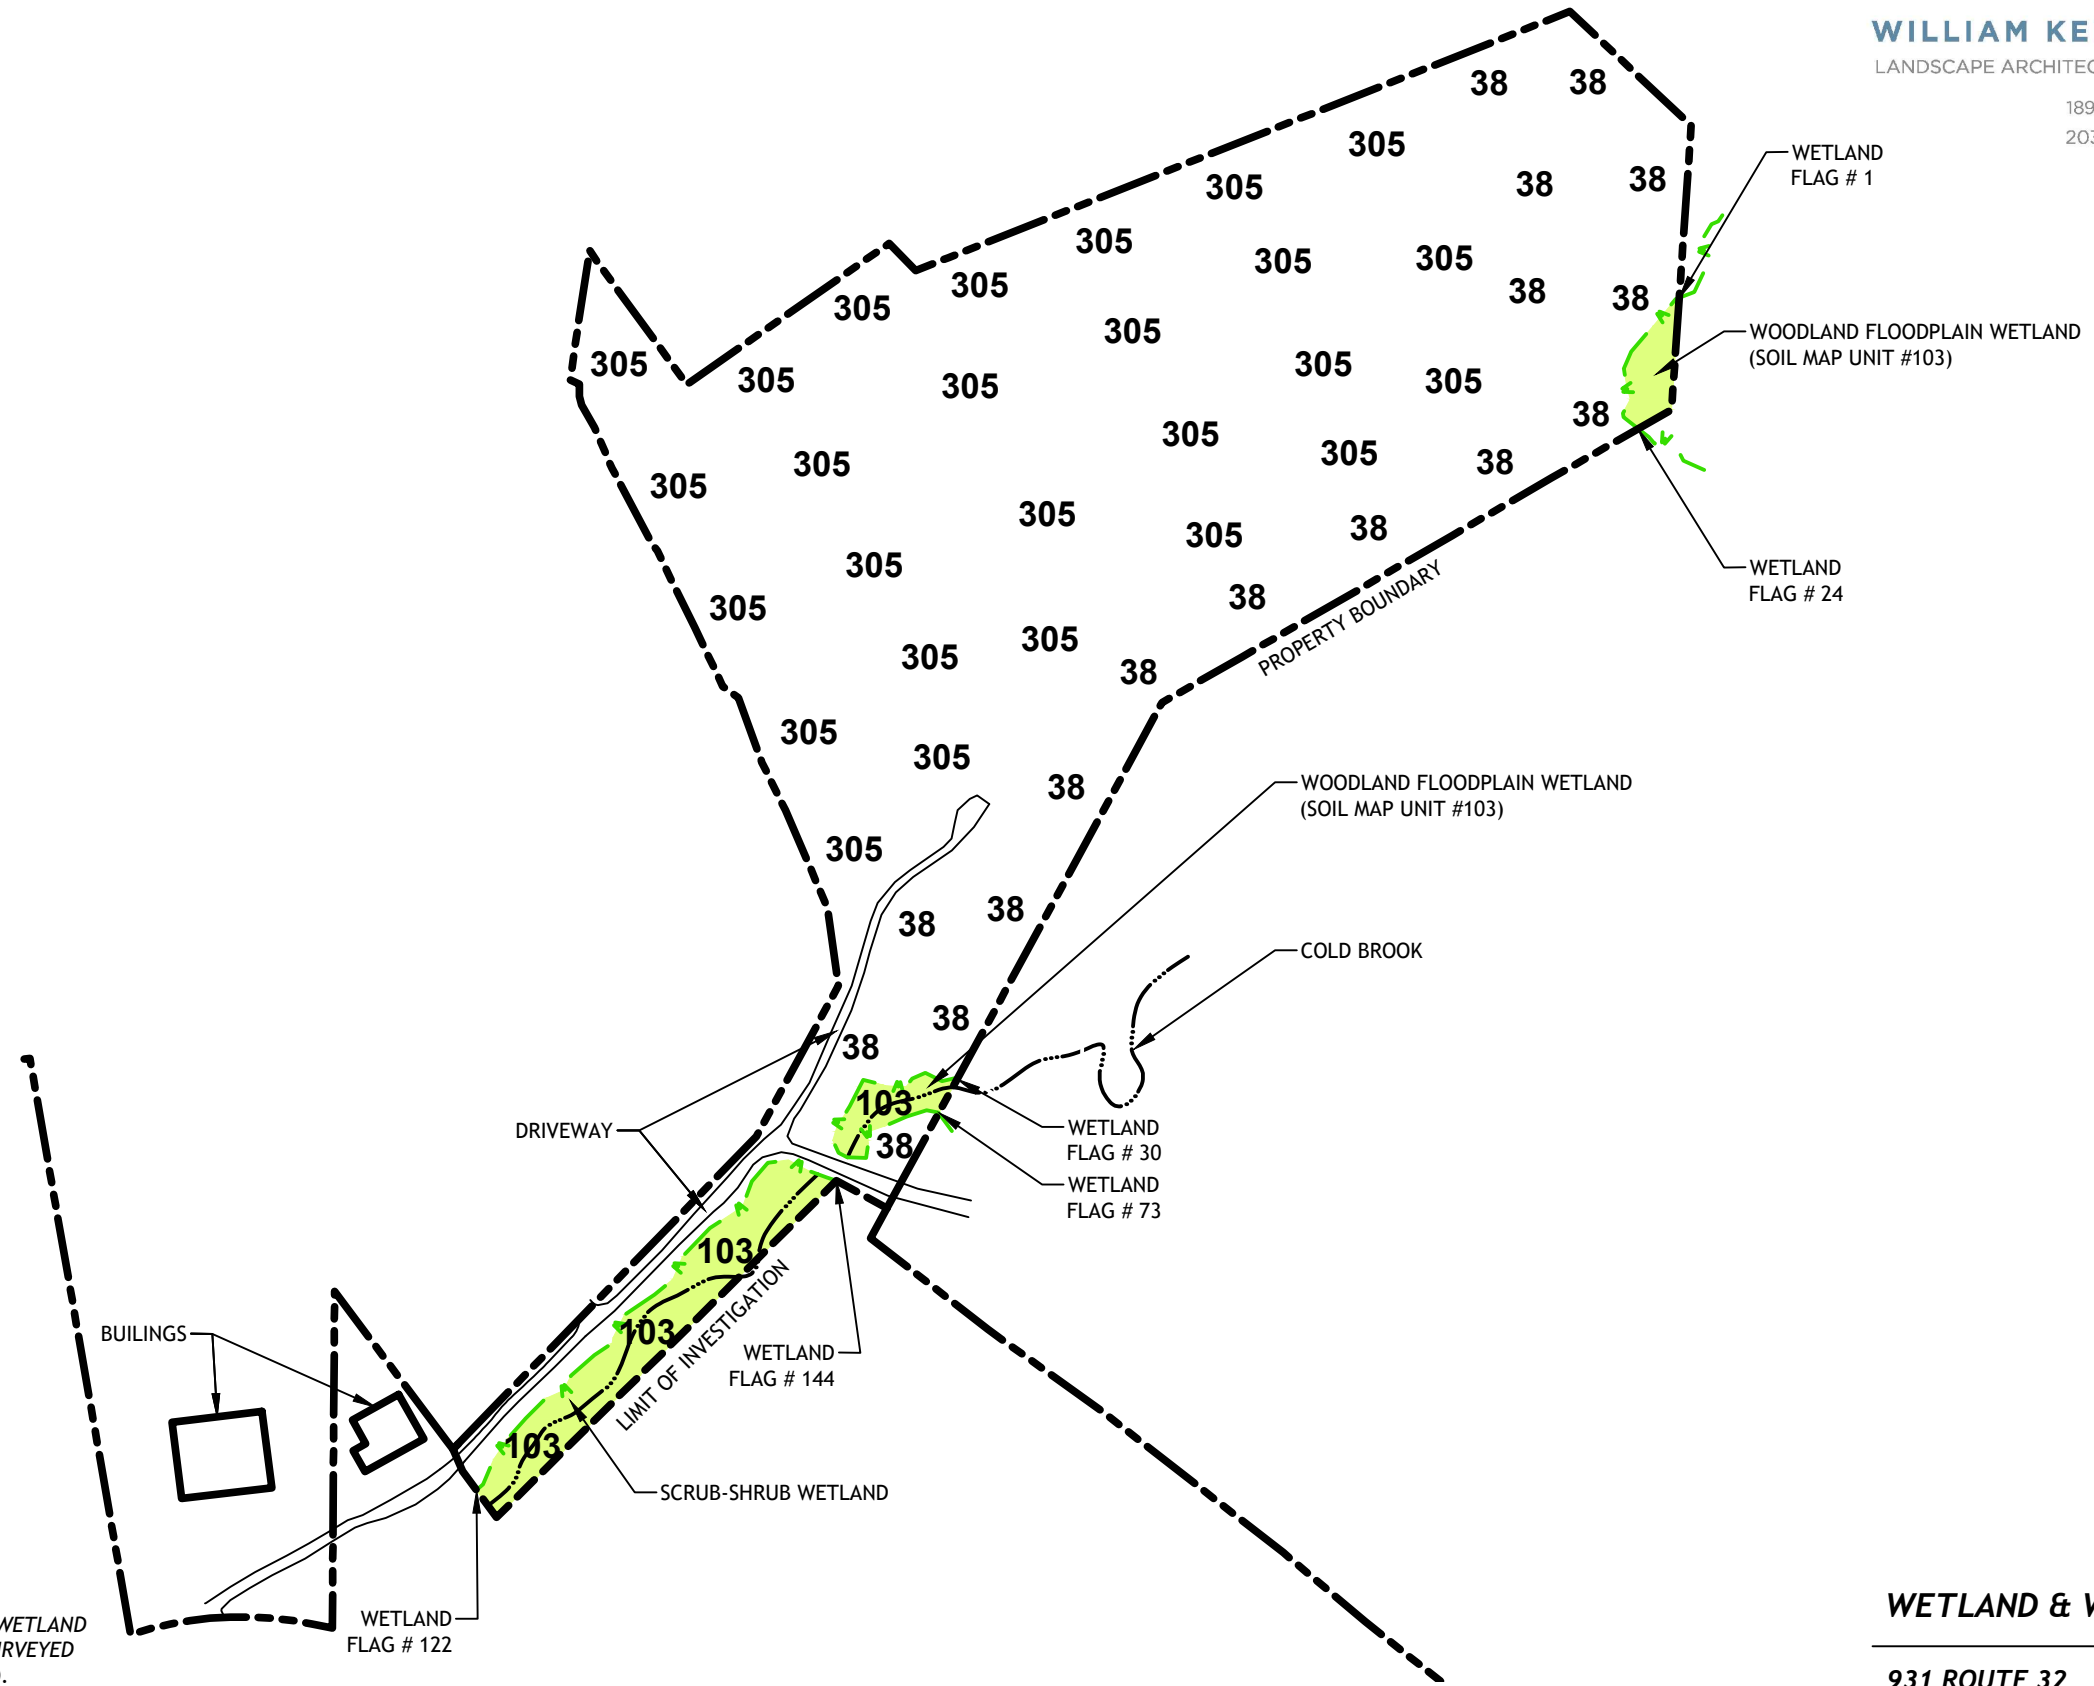 WILLIAM KE
LANDSCAPE ARCHITEC
189
203
38 38
305
WETLAND
FLAG # 1
305 38 38
305 305 305
305 38 38
305
305
WOODLAND FLOODPLAIN WETLAND
(SOIL MAP UNIT #103)
305 305 305 305 305
38
305 305 38
305 305
305 305 38
305
WETLAND
FLAG # 24
305 38
PROPERTY BOUNDARY
305 305 38
305 305 38
WOODLAND FLOODPLAIN WETLAND
(SOIL MAP UNIT #103)
305
38 38
COLD BROOK
38
38
103
DRIVEWAY
WETLAND
FLAG # 30
38
WETLAND
FLAG # 73
103
LIMIT OF INVESTIGATION
103
BUILINGS
WETLAND
FLAG # 144
103
SCRUB-SHRUB WETLAND
WETLAND
FLAG # 122
WETLAND
RVEYED
WETLAND & W
931 ROUTE 32